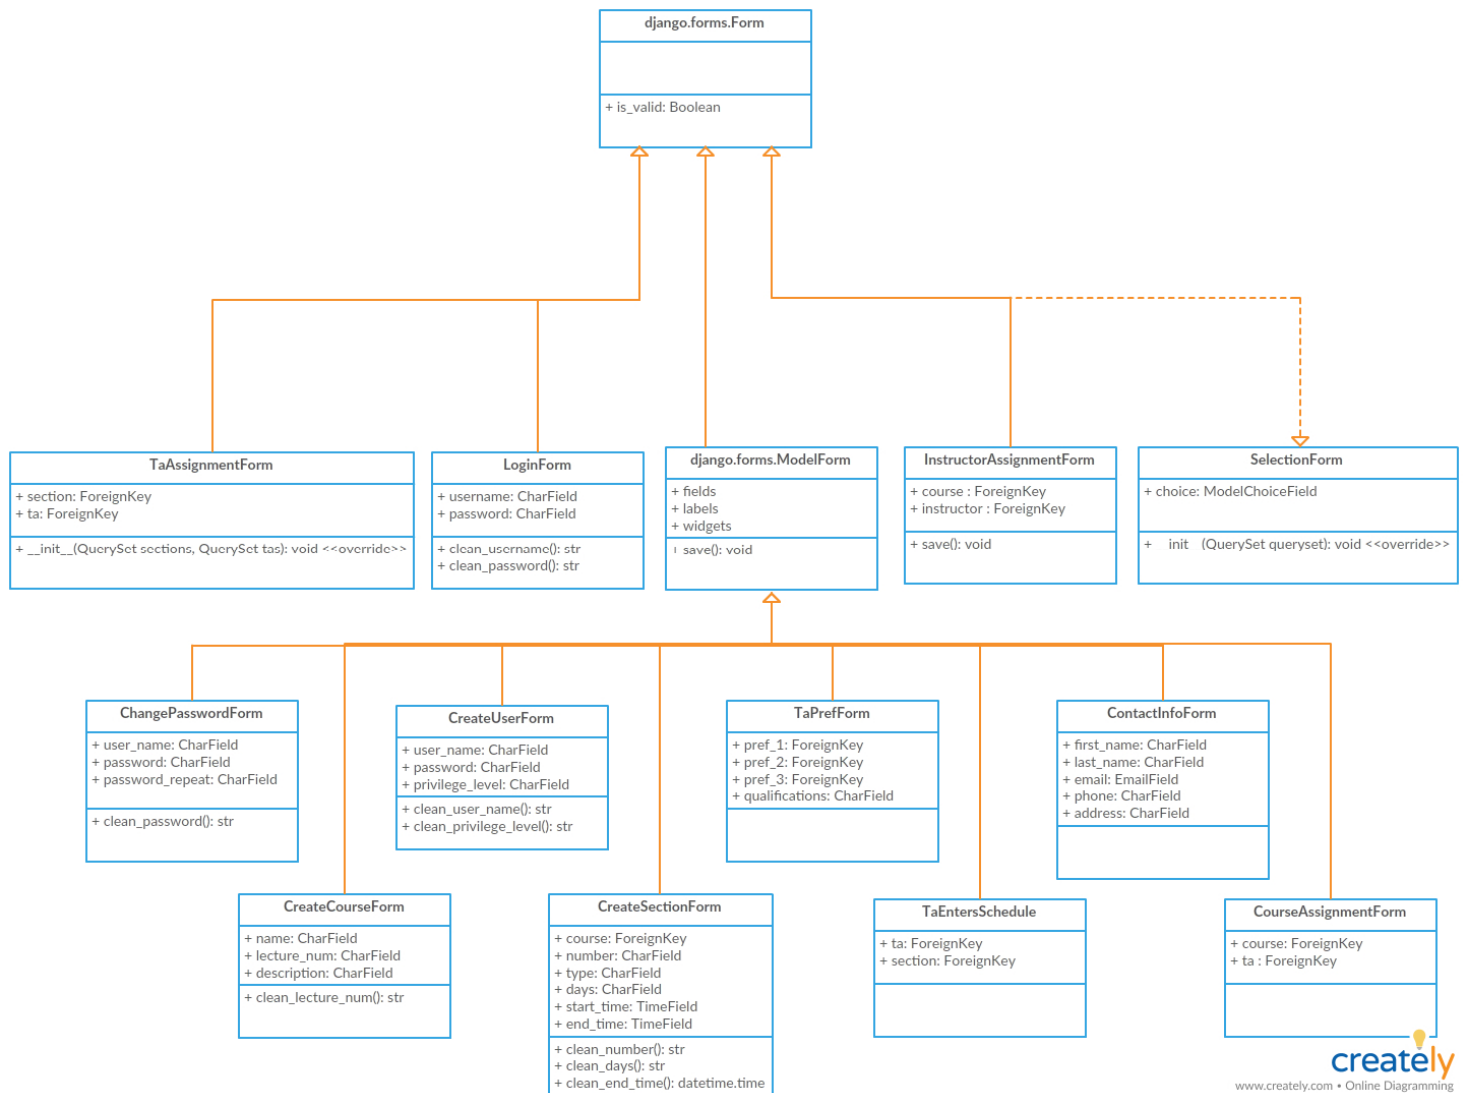 django.forms.Form
+ is_valid: Boolean
TaAssignmentForm
+ section: ForeignKey
+ ta: ForeignKey
+ __init__(QuerySet sections, QuerySet tas): void <<override>>
LoginForm
+ username: CharField
+ password: CharField
+ clean_username(): str
+ clean_password(): str
django.forms.ModelForm
+ fields
+ labels
+ widgets
+ save(): void
InstructorAssignmentForm
+ course : ForeignKey
+ instructor : ForeignKey
+ save(): void
SelectionForm
+ choice: ModelChoiceField
+ __init__(QuerySet queryset): void <<override>>
ChangePasswordForm
+ user_name: CharField
+ password: CharField
+ password_repeat: CharField
+ clean_password(): str
CreateUserForm
+ user_name: CharField
+ password: CharField
+ privilege_level: CharField
+ clean_user_name(): str
+ clean_privilege_level(): str
TaPrefForm
+ pref_1: ForeignKey
+ pref_2: ForeignKey
+ pref_3: ForeignKey
+ qualifications: CharField
ContactInfoForm
+ first_name: CharField
+ last_name: CharField
+ email: EmailField
+ phone: CharField
+ address: CharField
CreateCourseForm
+ name: CharField
+ lecture_num: CharField
+ description: CharField
+ clean_lecture_num(): str
CreateSectionForm
+ course: ForeignKey
+ number: CharField
+ type: CharField
+ days: CharField
+ start_time: TimeField
+ end_time: TimeField
+ clean_number(): str
+ clean_days(): str
+ clean_end_time(): datetime.time
TaEntersSchedule
+ ta: ForeignKey
+ section: ForeignKey
CourseAssignmentForm
+ course: ForeignKey
+ ta : ForeignKey
creately
www.creately.com • Online Diagramming